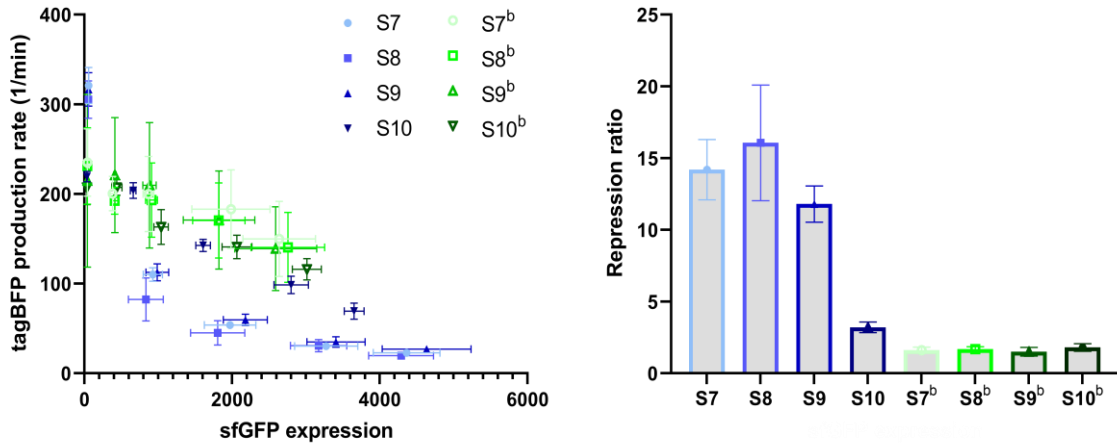 400
300
200
100
0
tagBFP production rate (1/min)
0
2000
4000
6000
sfGFP expression
S7
S8
S9
S10
S7ᵇ
S8ᵇ
S9ᵇ
S10ᵇ
25
20
15
10
5
0
Repression ratio
S7
S8
S9
S10
S7ᵇ
S8ᵇ
S9ᵇ
S10ᵇ